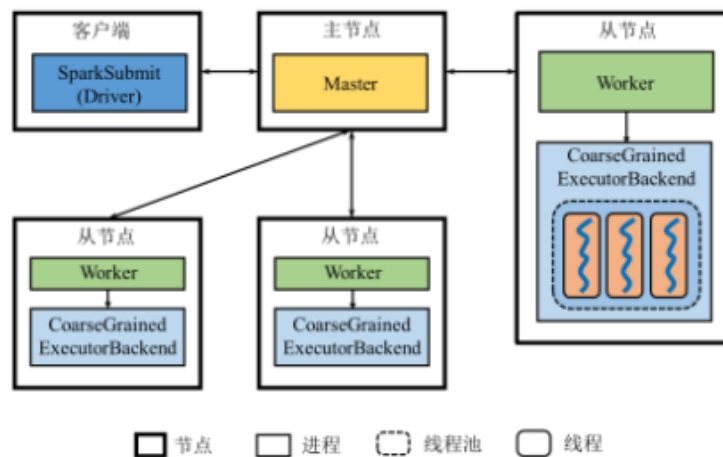 客户端
SparkSubmit
(Driver)
主节点
Master
从节点
Worker
CoarseGrained
ExecutorBackend
从节点
Worker
CoarseGrained
ExecutorBackend
从节点
Worker
CoarseGrained
ExecutorBackend
节点
进程
线程池
线程